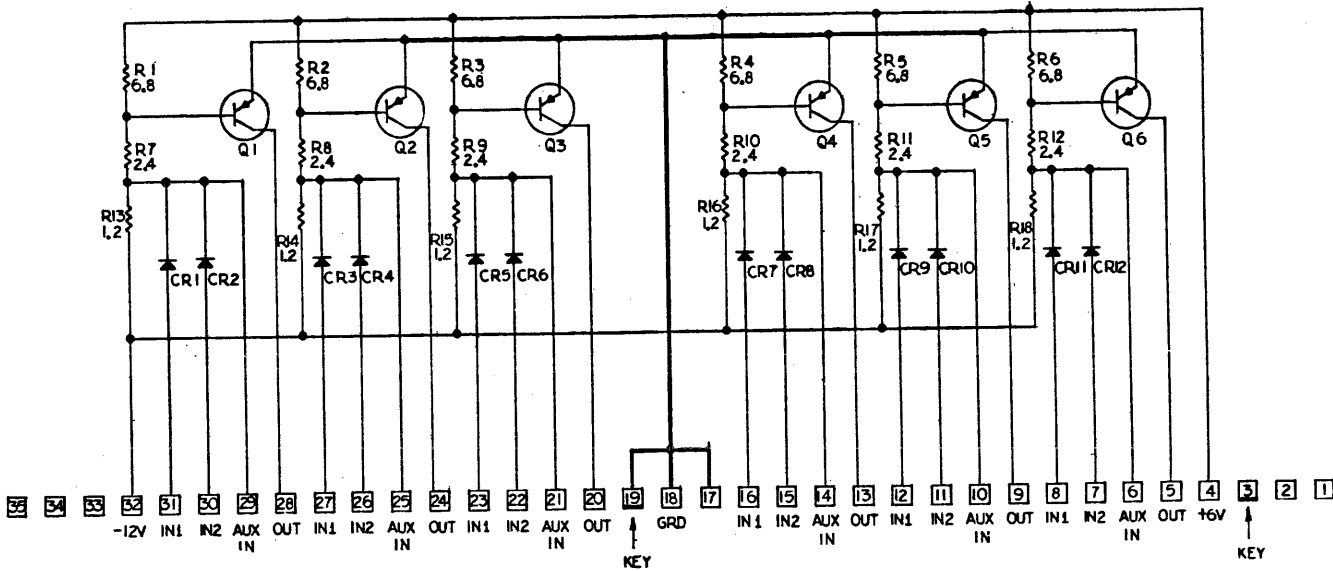 R1
6.8
R2
6.8
R3
6.8
R4
6.8
R5
6.8
R6
6.8
Q1
Q2
Q3
Q4
Q5
Q6
R7
2.4
R8
2.4
R9
2.4
R10
2.4
R11
2.4
R12
2.4
R13
1.2
R14
1.2
R15
1.2
R16
1.2
R17
1.2
R18
1.2
CR1 CR2 CR3 CR4 CR5 CR6 CR7 CR8 CR9 CR10 CR11 CR12
35 34 33 32 31 30 29 28 27 26 25 24 23 22 21 20 19 18 17 16 15 14 13 12 11 10 9 8 7 6 5 4 3 2 1
-12V IN1 IN2 AUX IN OUT IN1 IN2 AUX IN OUT IN1 IN2 AUX IN OUT GRD IN1 IN2 AUX IN OUT IN1 IN2 AUX IN OUT IN1 IN2 AUX IN OUT +6V
KEY
KEY